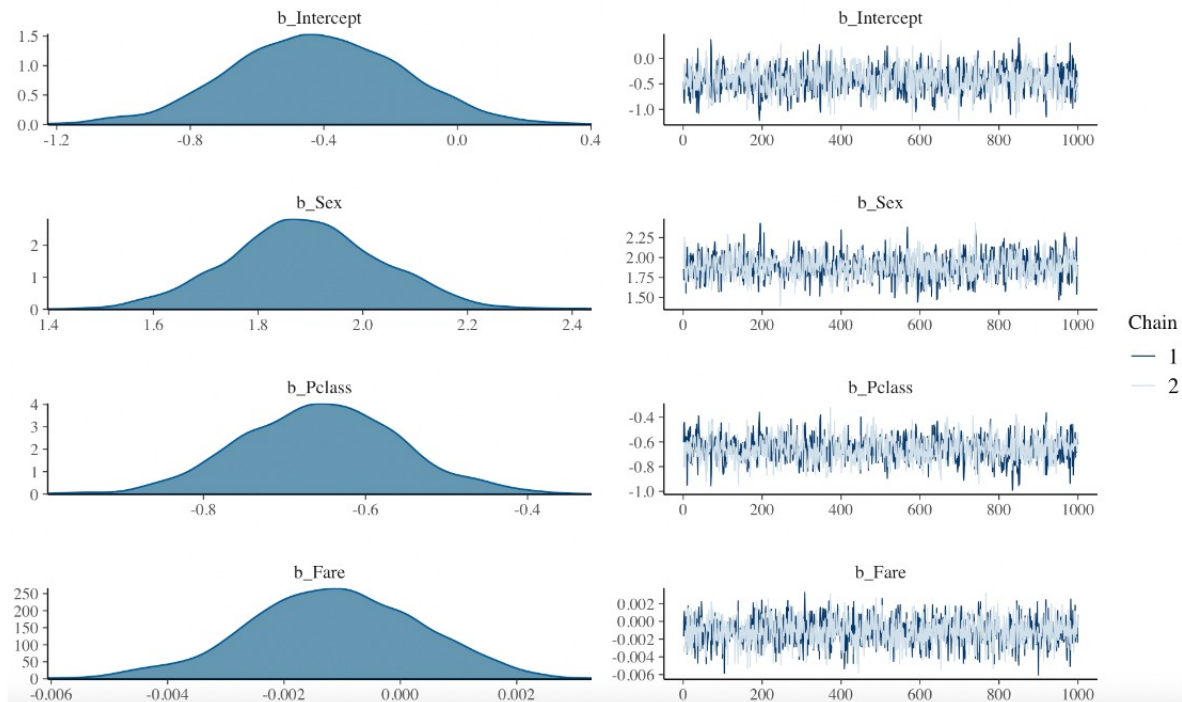 b_Intercept
1.5
1.0
0.5
0.0
-1.2 -0.8 -0.4 0.0 0.4
b_Intercept
0.0
-0.5
-1.0
0 200 400 600 800 1000
b_Sex
2
1
0
1.4 1.6 1.8 2.0 2.2 2.4
b_Sex
2.25
2.00
1.75
1.50
0 200 400 600 800 1000
b_Pclass
4
3
2
1
0
-0.8 -0.6 -0.4
b_Pclass
-0.4
-0.6
-0.8
-1.0
0 200 400 600 800 1000
b_Fare
250
200
150
100
50
0
-0.006 -0.004 -0.002 0.000 0.002
b_Fare
0.002
0.000
-0.002
-0.004
-0.006
0 200 400 600 800 1000
Chain
1
2